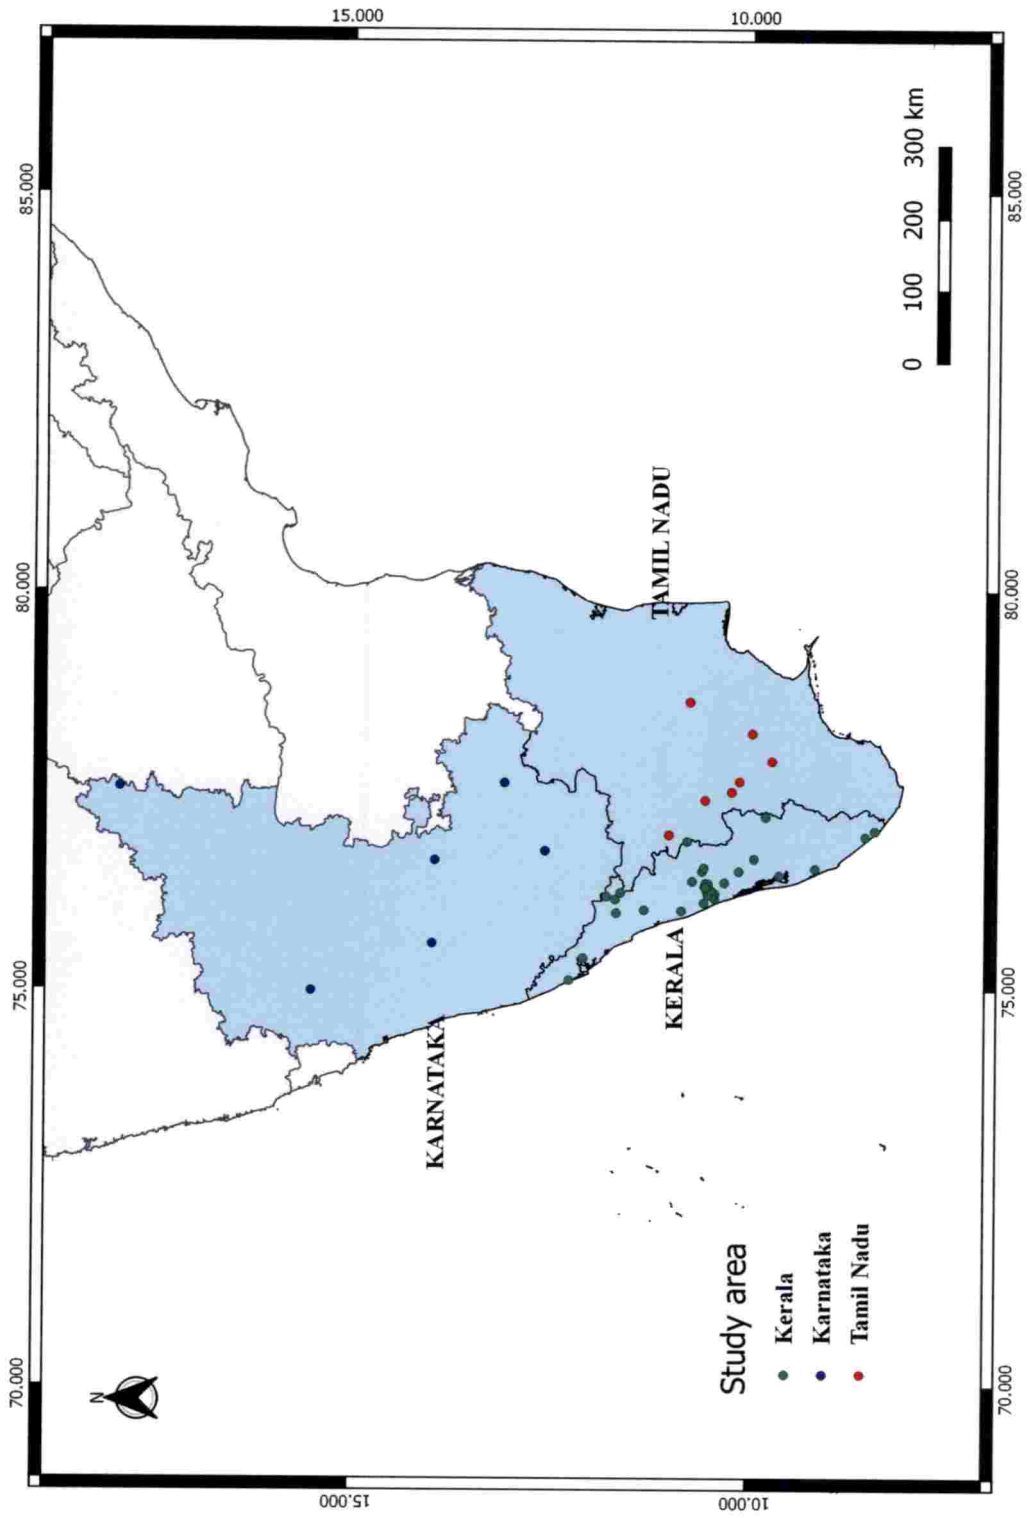 70.000
75.000
80.000
85.000
N
15.000
15.000
KARNATAKA
TAMIL NADU
KERALA
10.000
10.000
Study area
Kerala
Karnataka
Tamil Nadu
0 100 200 300 km
70.000
75.000
80.000
85.000